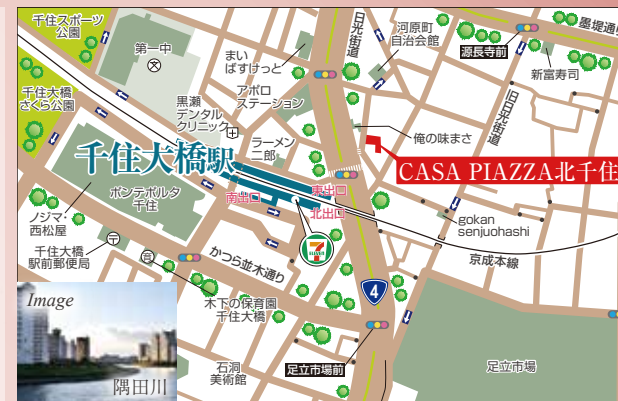 千住スポーツ
公園
第一中
文
まい
ばすけっと
日光街道
河原町
自治会館
墨堤通り
源長寺前
新富寿司
千住大橋
さくら公園
黒瀬
デンタル
クリニック
アポロ
ステーション
旧日光街道
ラーメン
二郎
俺の味まさ
千住大橋駅
CASA PIAZZA北千住
ポンテポルタ
千住
南出口
東出口
北出口
ノジマ・
西松屋
gokan
senjuohashi
7
ELEVEN
千住大橋
駅前郵便局
〒
音
かつら並木通り
京成本線
4
Image
木下の保育園
千住大橋
足立市場前
石洞
美術館
足立市場
隅田川